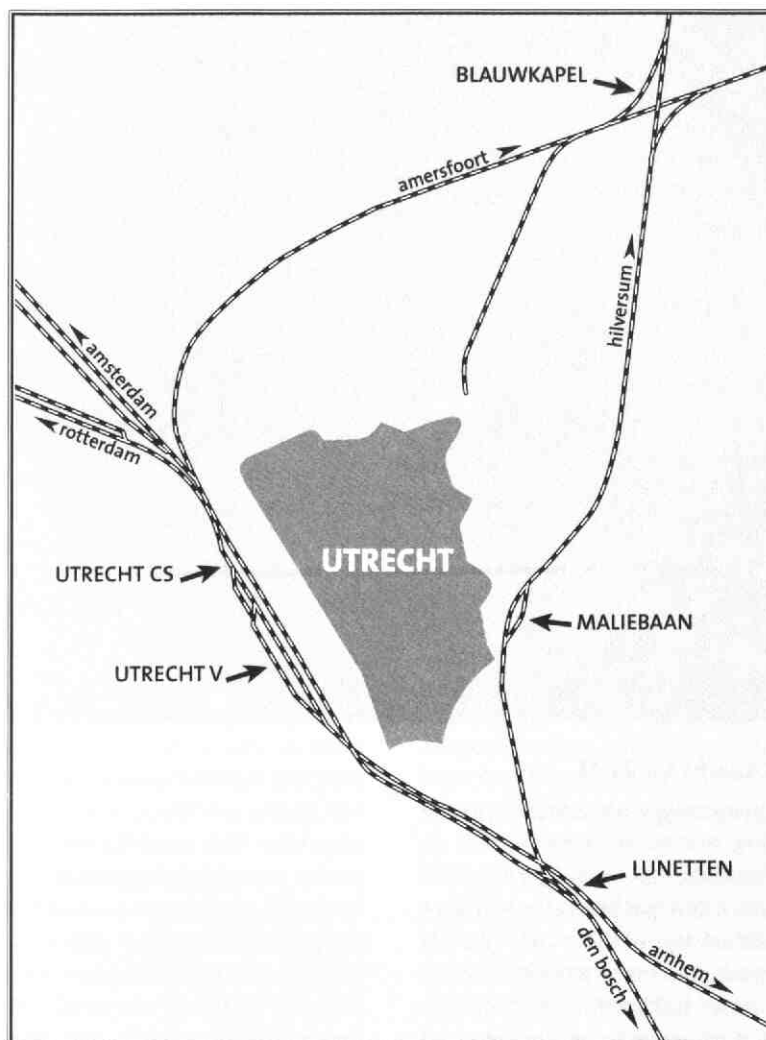 BLAUWKAPEL
amersfoort
hilversum
amsterdam
rotterdam
UTRECHT
UTRECHT CS
MALIEBAAN
UTRECHT V
LUNETTEN
arnhem
den bosch